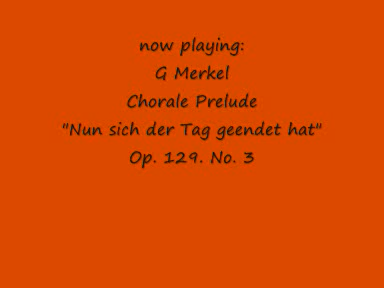 now playing:
G Merkel
Chorale Prelude
"Nun sich der Tag geendet hat"
Op. 129. No. 3